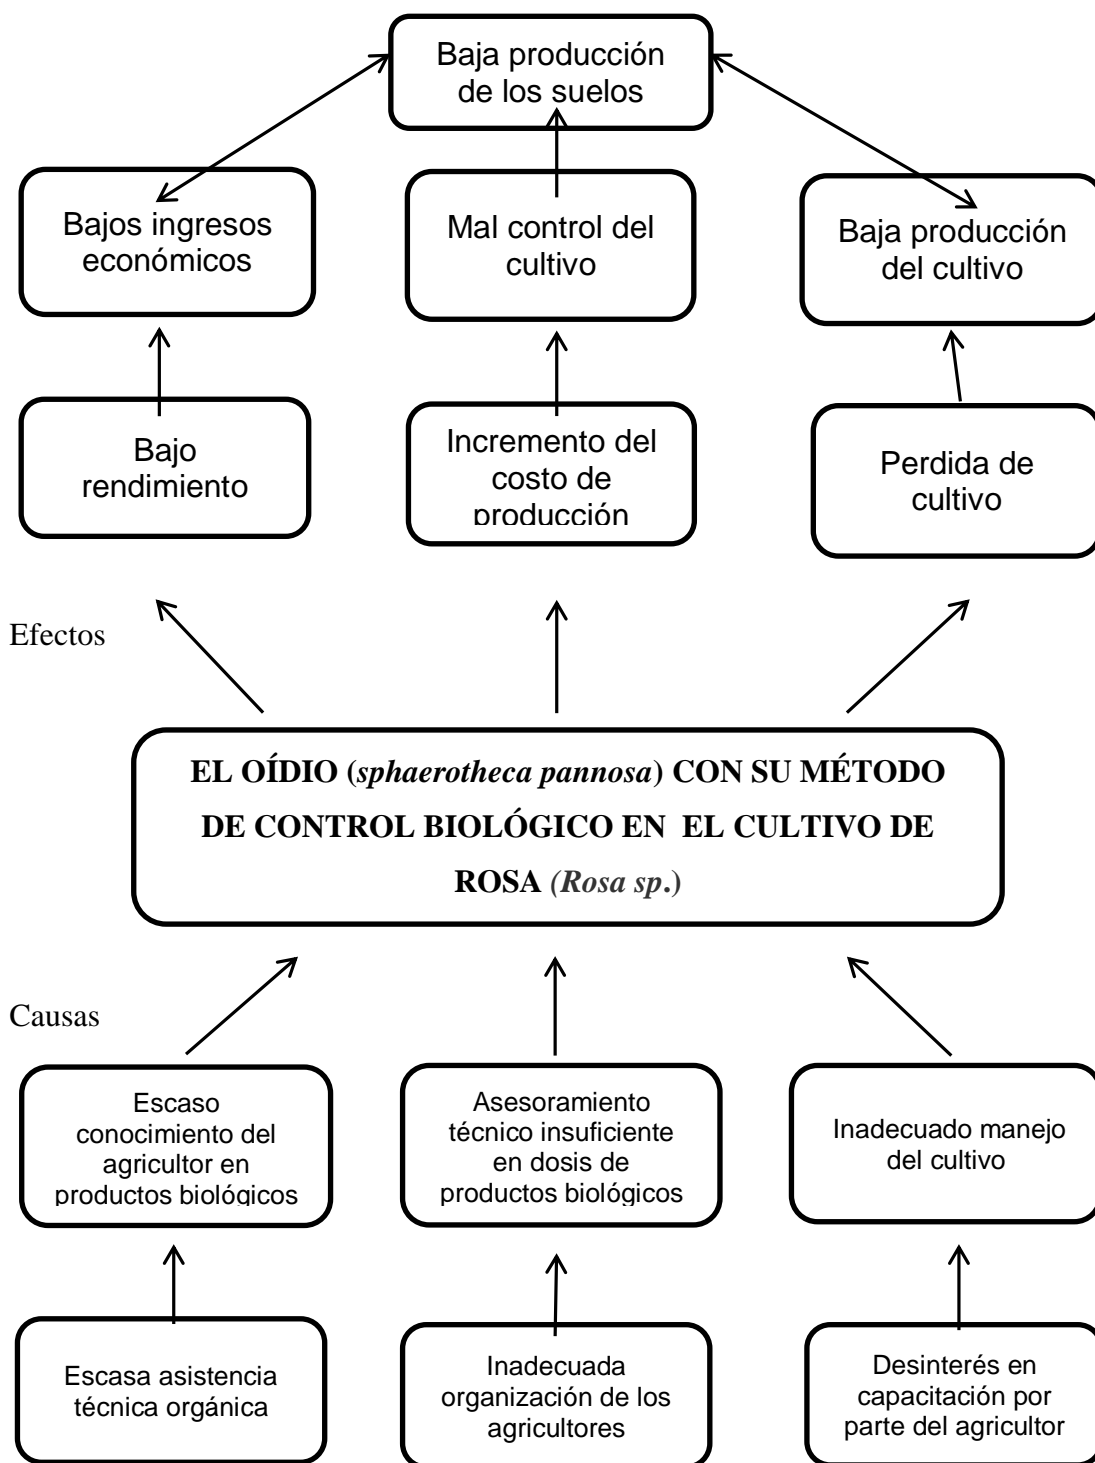 Baja producción
de los suelos
Bajos ingresos
económicos
Mal control del
cultivo
Baja producción
del cultivo
Bajo
rendimiento
Incremento del
costo de
producción
Perdida de
cultivo
Efectos
EL OÍDIO (sphaerotheca pannosa) CON SU MÉTODO
DE CONTROL BIOLÓGICO EN EL CULTIVO DE
ROSA (Rosa sp.)
Causas
Escaso
conocimiento del
agricultor en
productos biológicos
Asesoramiento
técnico insuficiente
en dosis de
productos biológicos
Inadecuado manejo
del cultivo
Escasa asistencia
técnica orgánica
Inadecuada
organización de los
agricultores
Desinterés en
capacitación por
parte del agricultor